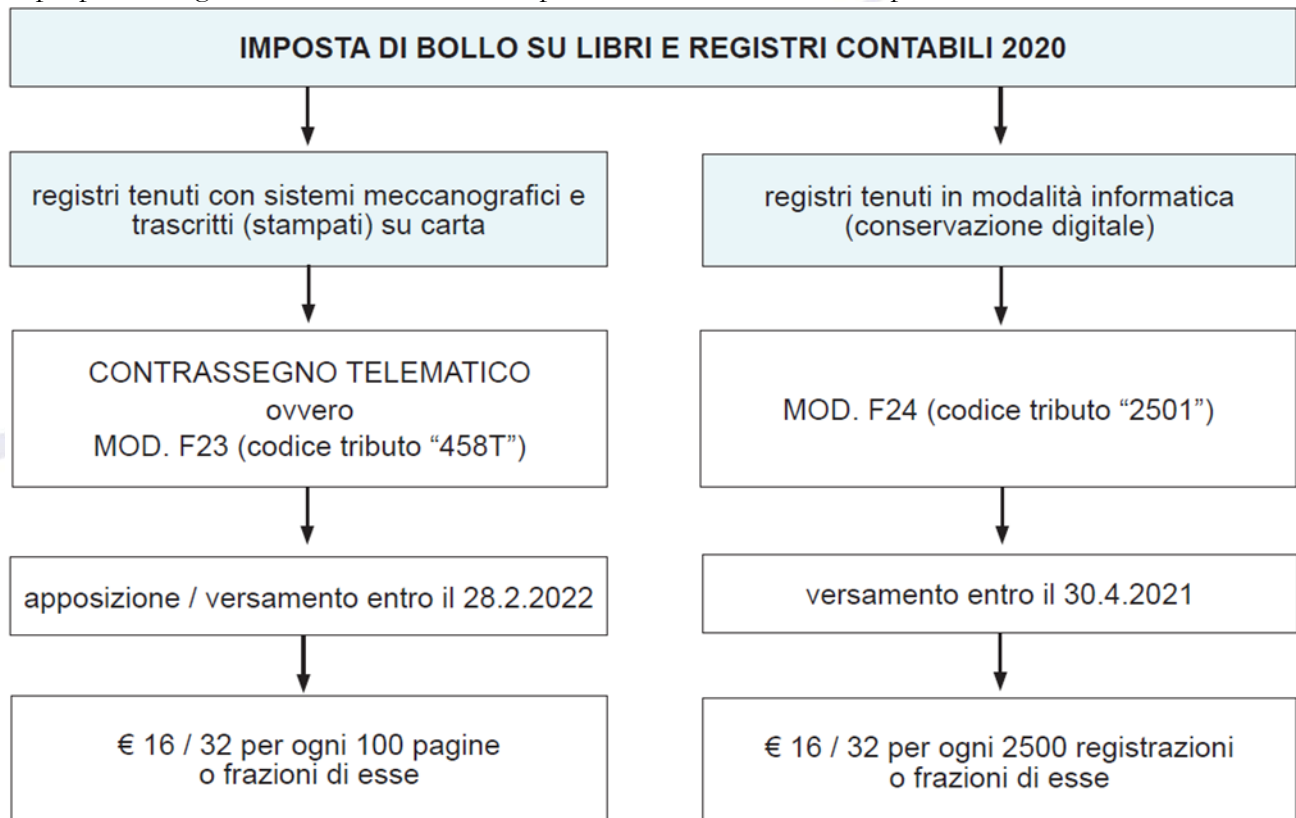 IMPOSTA DI BOLLO SU LIBRI E REGISTRI CONTABILI 2020
registri tenuti con sistemi meccanografici e
trascritti (stampati) su carta
CONTRASSEGNO TELEMATICO
ovvero
MOD. F23 (codice tributo “458T”)
apposizione / versamento entro il 28.2.2022
€ 16 / 32 per ogni 100 pagine
o frazioni di esse
registri tenuti in modalità informatica
(conservazione digitale)
MOD. F24 (codice tributo “2501”)
versamento entro il 30.4.2021
€ 16 / 32 per ogni 2500 registrazioni
o frazioni di esse